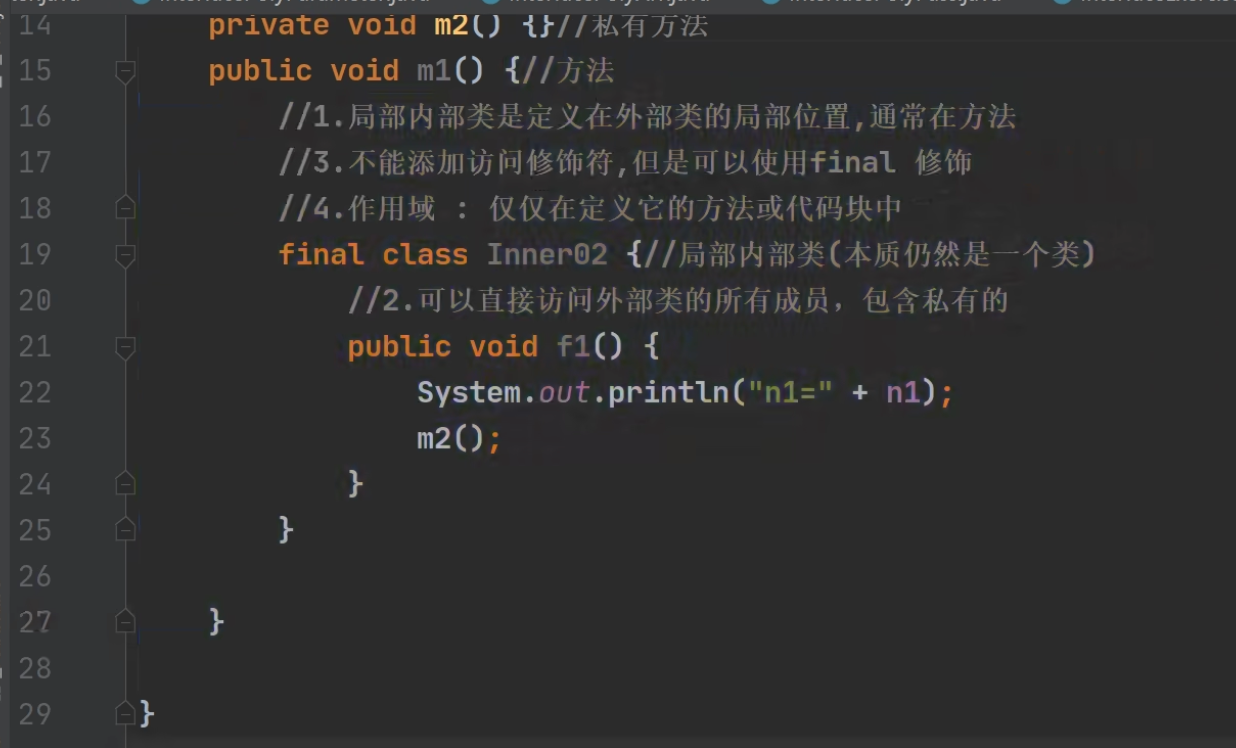 14 private void m2() {}//私有方法
15 public void m1() {//方法
16 //1.局部内部类是定义在外部类的局部位置,通常在方法
17 //3.不能添加访问修饰符,但是可以使用final 修饰
18 //4.作用域 : 仅仅在定义它的方法或代码块中
19 final class Inner02 {//局部内部类(本质仍然是一个类)
20 //2.可以直接访问外部类的所有成员，包含私有的
21 public void f1() {
22 System.out.println("n1=" + n1);
23 m2();
24 }
25 }
26
27 }
28
29 }